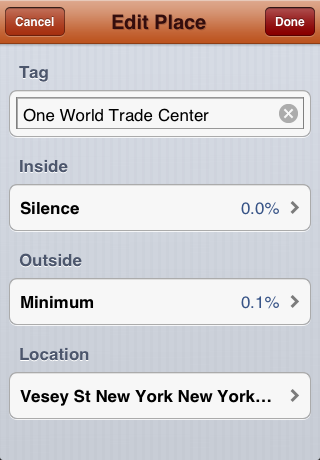 Cancel Edit Place Done
Tag
One World Trade Center
Inside
Silence 0.0%
Outside
Minimum 0.1%
Location
Vesey St New York New York...